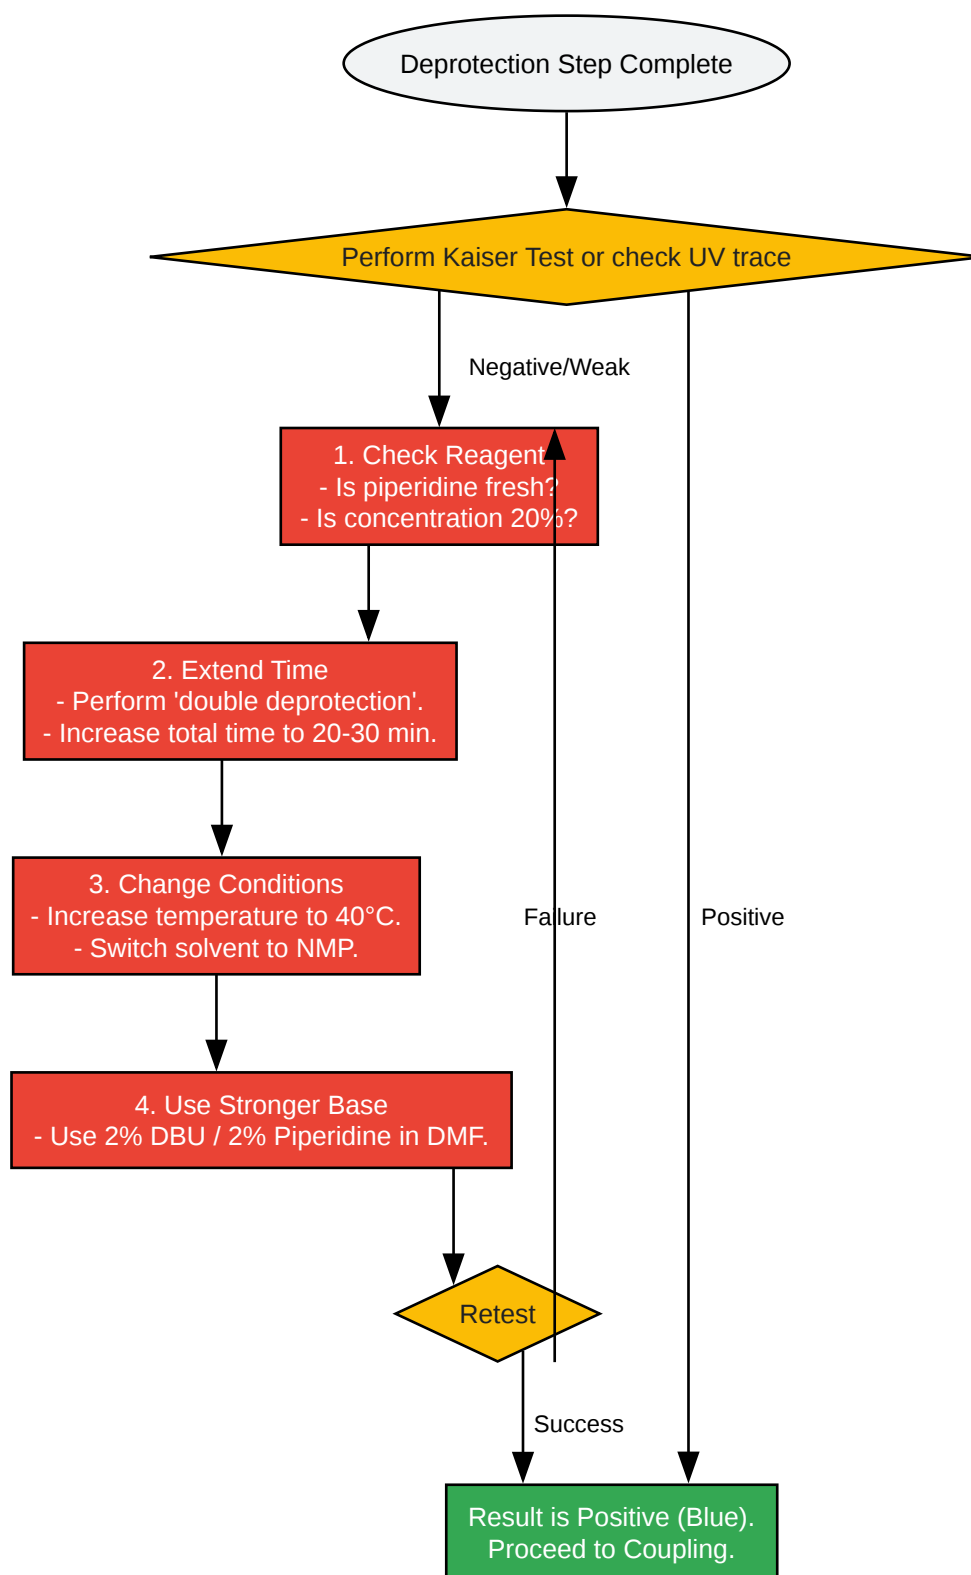 Deprotection Step Complete
Perform Kaiser Test or check UV trace
Negative/Weak
1. Check Reagent
- Is piperidine fresh?
- Is concentration 20%?
2. Extend Time
- Perform 'double deprotection'.
- Increase total time to 20-30 min.
3. Change Conditions
- Increase temperature to 40°C.
- Switch solvent to NMP.
Failure
Positive
4. Use Stronger Base
- Use 2% DBU / 2% Piperidine in DMF.
Retest
Success
Result is Positive (Blue).
Proceed to Coupling.